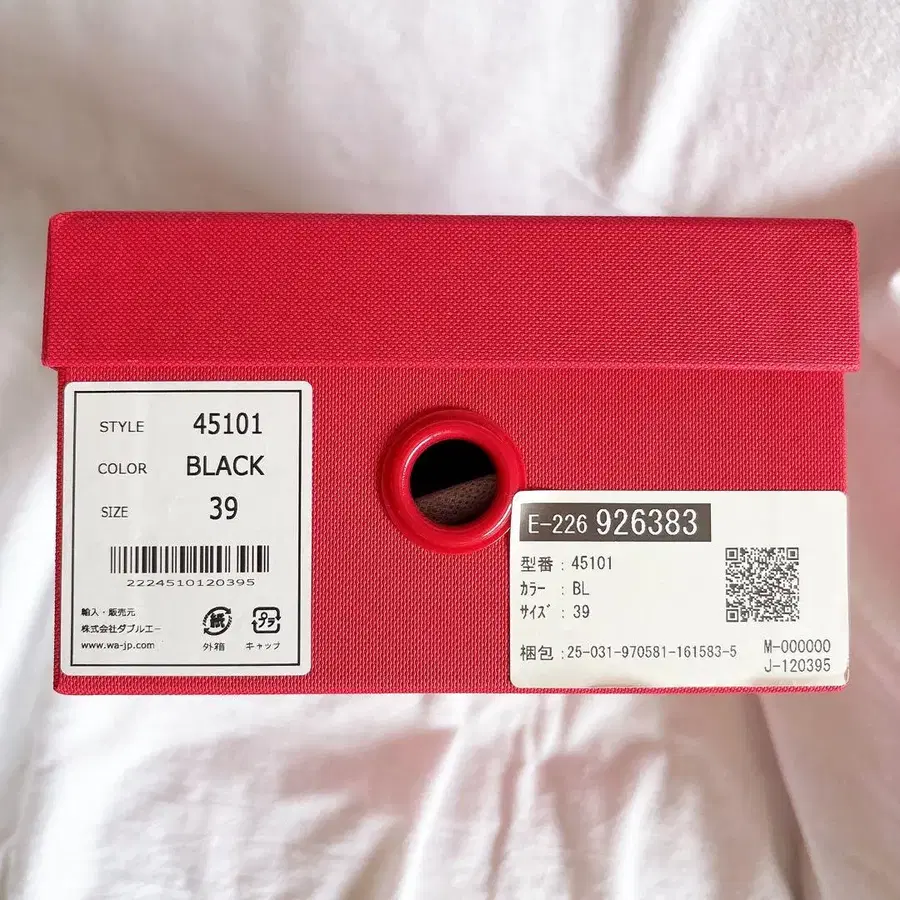 STYLE 45101
COLOR BLACK
SIZE 39
2224510120395
輸入・販売元
株式会社ダブルエー
www.wa-jp.com
紙
外箱
プラ
キャップ
E-226 926383
型番 : 45101
ｶﾗｰ : BL
ｻｲｽﾞ : 39
梱包 : 25-031-970581-161583-5
M-000000
J-120395